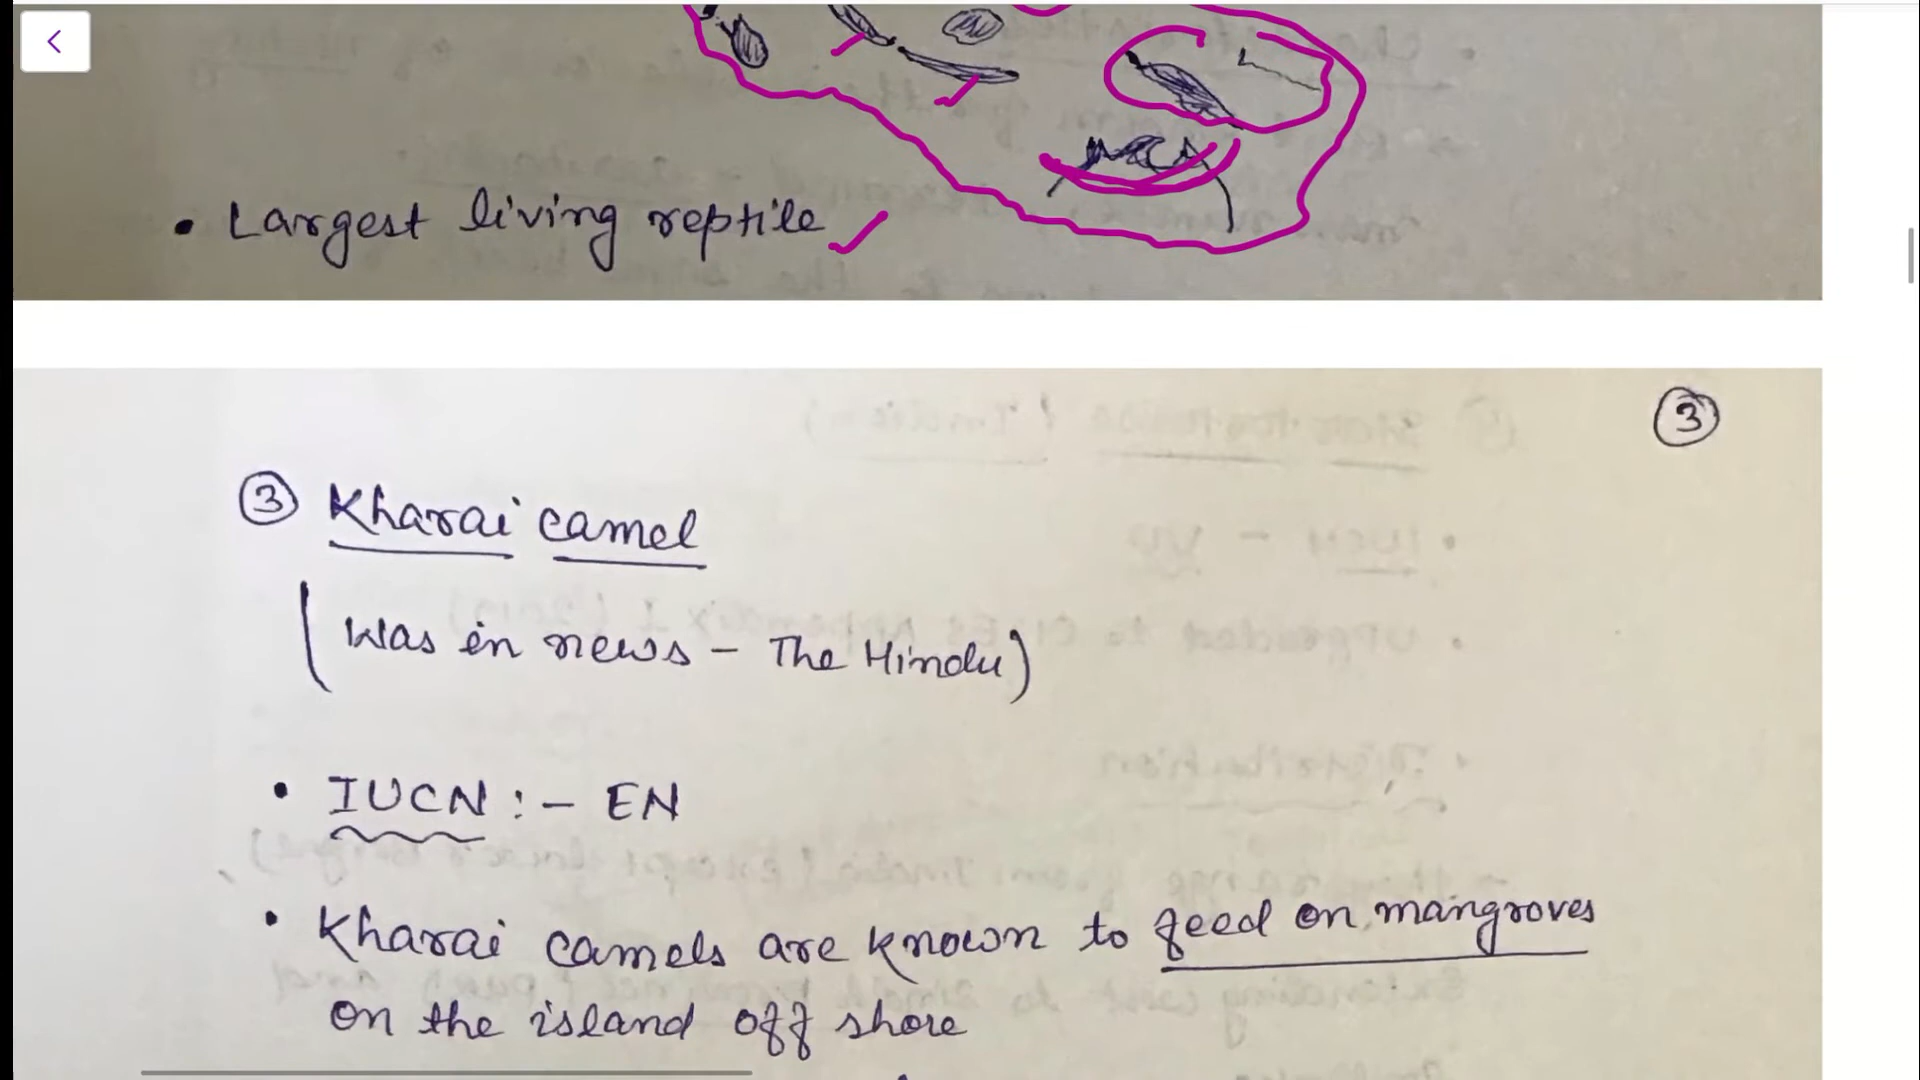 • Largest living reptile
3
③ Kharai camel
(Was in news - The Hindu)
• IUCN :- EN
• Kharai camels are known to feed on mangroves
on the island off shore